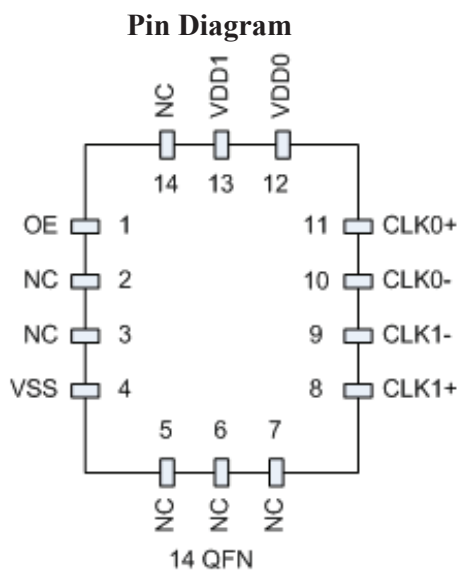 Pin Diagram
NC VDD1 VDD0
14 13 12
OE 1 11 CLK0+
NC 2 10 CLK0-
NC 3 9 CLK1-
VSS 4 8 CLK1+
5 6 7
NC NC NC
14 QFN